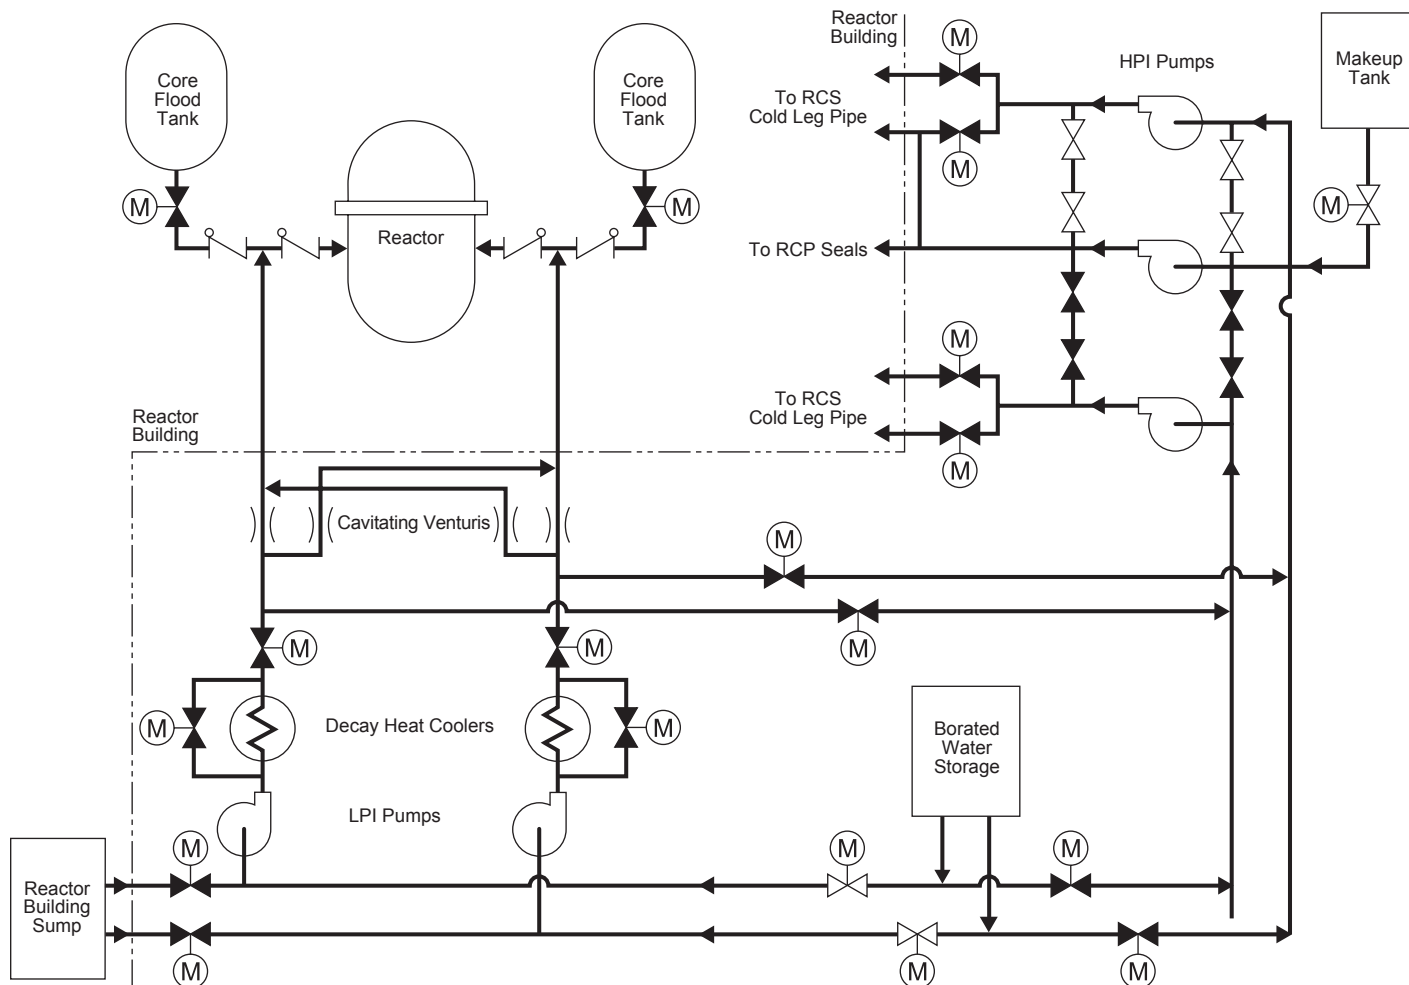 Core
Flood
Tank
Core
Flood
Tank
Reactor
Building
HPI Pumps
Makeup
Tank
To RCS
Cold Leg Pipe
M
M
M
M
M
Reactor
To RCP Seals
M
To RCS
Cold Leg Pipe
M
Reactor
Building
Cavitating Venturis
M
M
M
M
M
Decay Heat Coolers
M
Borated
Water
Storage
LPI Pumps
M
M
M
Reactor
Building
Sump
M
M
M